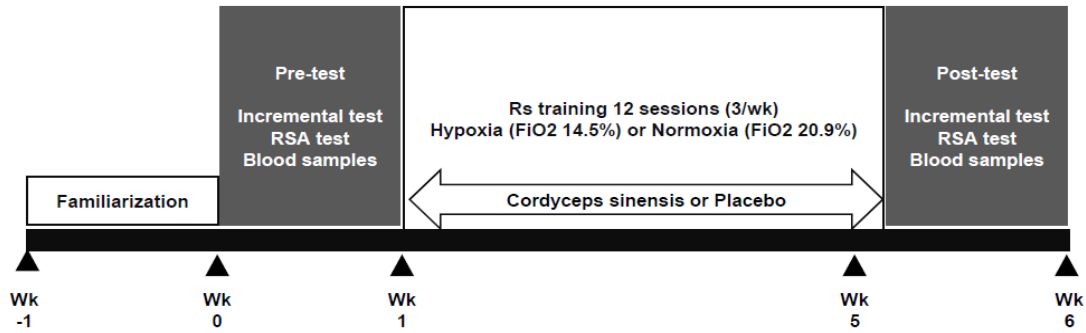 Familiarization
Pre-test
Incremental test
RSA test
Blood samples
Rs training 12 sessions (3/wk)
Hypoxia (FiO2 14.5%) or Normoxia (FiO2 20.9%)
Cordyceps sinensis or Placebo
Post-test
Incremental test
RSA test
Blood samples
Wk
-1
Wk
0
Wk
1
Wk
5
Wk
6